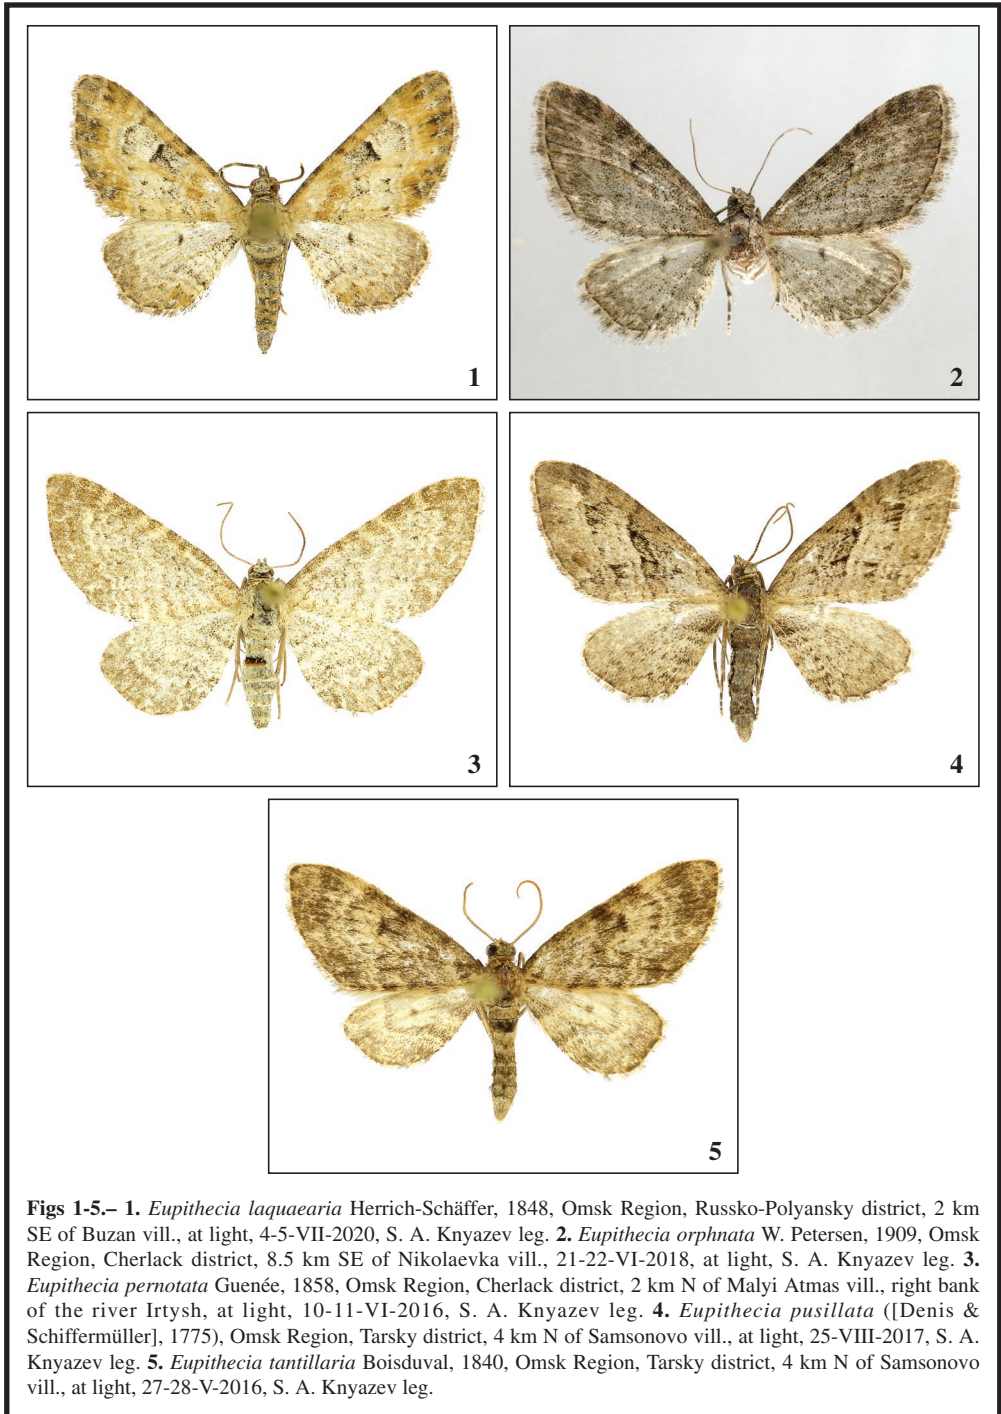 1
2
3
4
5
Figs 1-5.– 1. Eupithecia laquaearia Herrich-Schäffer, 1848, Omsk Region, Russko-Polyansky district, 2 km
SE of Buzan vill., at light, 4-5-VII-2020, S. A. Knyazev leg. 2. Eupithecia orphnata W. Petersen, 1909, Omsk
Region, Cherlack district, 8.5 km SE of Nikolaevka vill., 21-22-VI-2018, at light, S. A. Knyazev leg. 3.
Eupithecia pernotata Guenée, 1858, Omsk Region, Cherlack district, 2 km N of Malyi Atmas vill., right bank
of the river Irtysh, at light, 10-11-VI-2016, S. A. Knyazev leg. 4. Eupithecia pusillata ([Denis &
Schiffermüller], 1775), Omsk Region, Tarsky district, 4 km N of Samsonovo vill., at light, 25-VIII-2017, S. A.
Knyazev leg. 5. Eupithecia tantillaria Boisduval, 1840, Omsk Region, Tarsky district, 4 km N of Samsonovo
vill., at light, 27-28-V-2016, S. A. Knyazev leg.